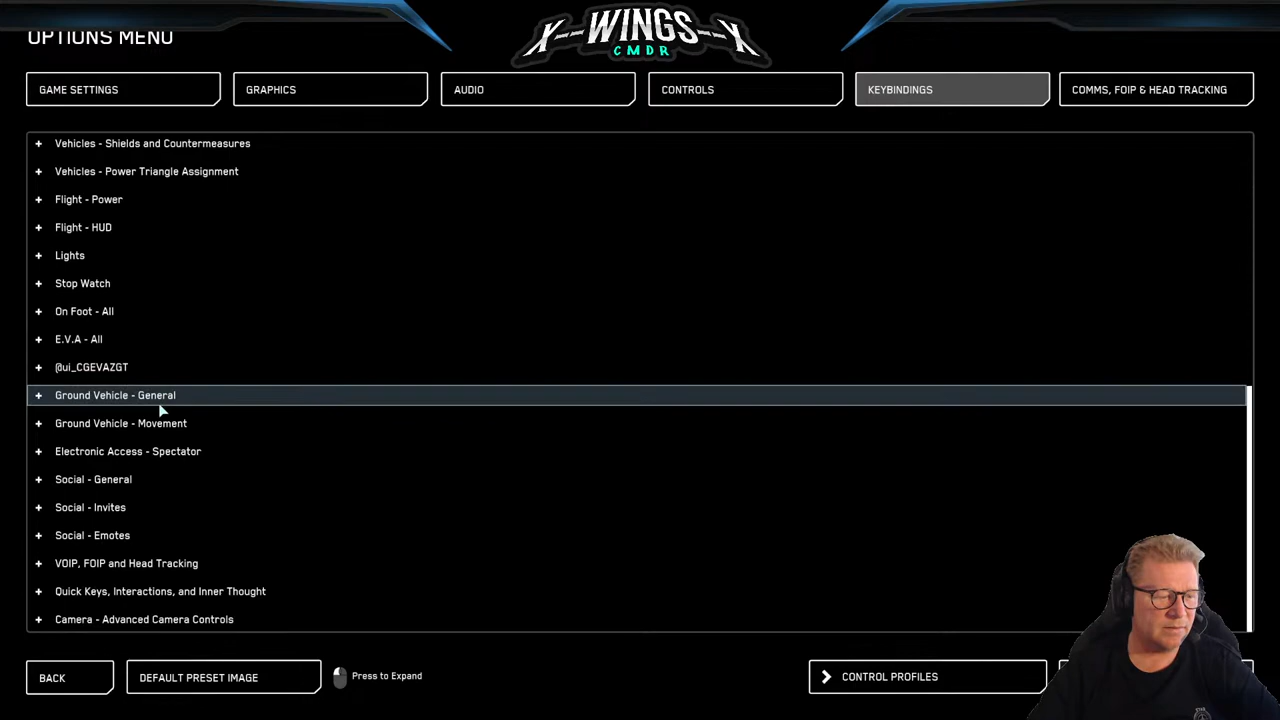 X-WINGS-X
CMDR
OPTIONS MENU
GAME SETTINGS
GRAPHICS
AUDIO
CONTROLS
KEYBINDINGS
COMMS, FOIP & HEAD TRACKING
+ Vehicles - Shields and Countermeasures
+ Vehicles - Power Triangle Assignment
+ Flight - Power
+ Flight - HUD
+ Lights
+ Stop Watch
+ On Foot - All
+ E.V.A - All
+ @ui_CGEVAZGT
+ Ground Vehicle - General
+ Ground Vehicle - Movement
+ Electronic Access - Spectator
+ Social - General
+ Social - Invites
+ Social - Emotes
+ VOIP, FOIP and Head Tracking
+ Quick Keys, Interactions, and Inner Thought
+ Camera - Advanced Camera Controls
BACK
DEFAULT PRESET IMAGE
Press to Expand
CONTROL PROFILES